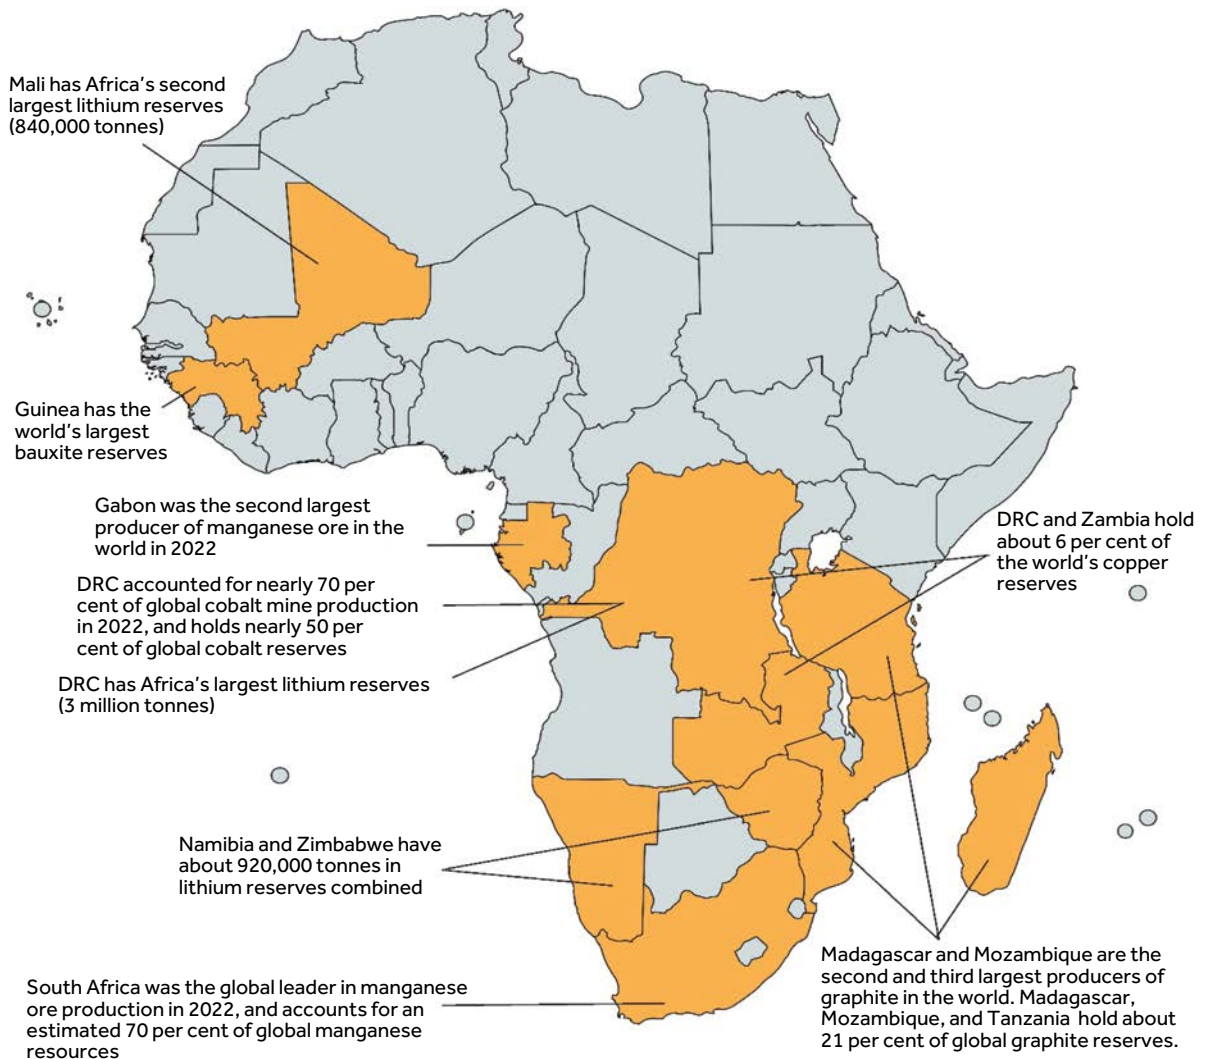 Mali has Africa's second
largest lithium reserves
(840,000 tonnes)
Guinea has the
world's largest
bauxite reserves
Gabon was the second largest
producer of manganese ore in the
world in 2022
DRC and Zambia hold
about 6 per cent of
the world's copper
reserves
DRC accounted for nearly 70 per
cent of global cobalt mine production
in 2022, and holds nearly 50 per
cent of global cobalt reserves
DRC has Africa's largest lithium reserves
(3 million tonnes)
Namibia and Zimbabwe have
about 920,000 tonnes in
lithium reserves combined
Madagascar and Mozambique are the
second and third largest producers of
graphite in the world. Madagascar,
Mozambique, and Tanzania hold about
21 per cent of global graphite reserves.
South Africa was the global leader in manganese
ore production in 2022, and accounts for an
estimated 70 per cent of global manganese
resources